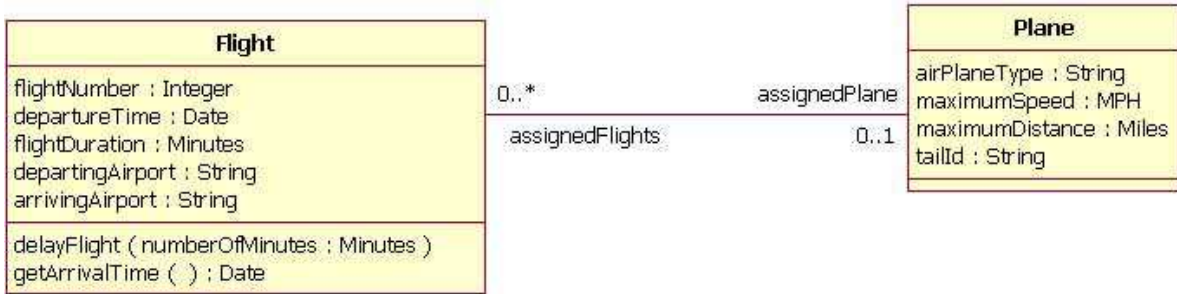 Flight
flightNumber : Integer
departureTime : Date
flightDuration : Minutes
departingAirport : String
arrivingAirport : String
delayFlight ( numberOfMinutes : Minutes )
getArrivalTime ( ) : Date
0..*
assignedFlights
assignedPlane
0..1
Plane
airPlaneType : String
maximumSpeed : MPH
maximumDistance : Miles
tailId : String